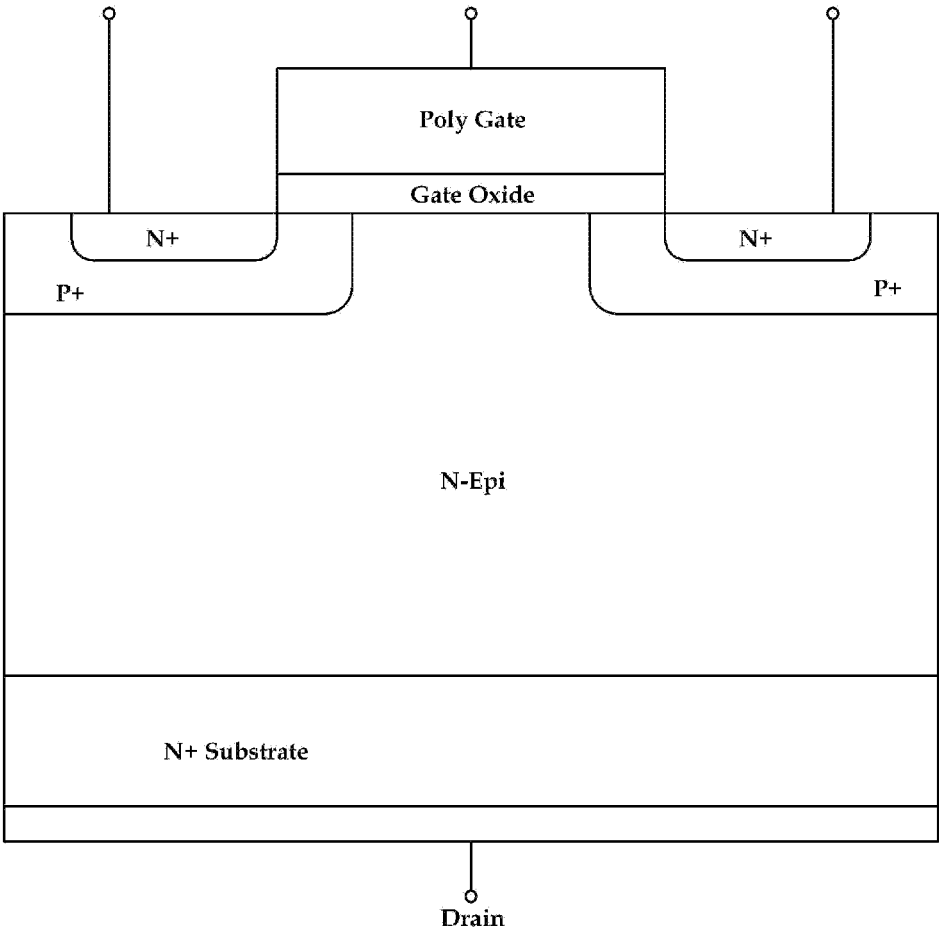 Poly Gate
Gate Oxide
N+
N+
P+
P+
N-Epi
N+ Substrate
Drain